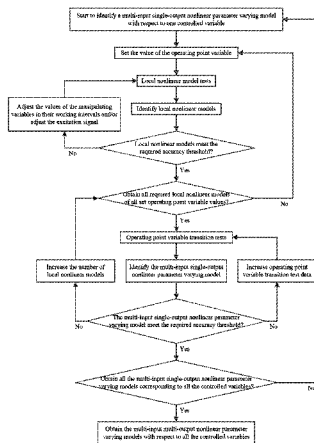 Start to identify a multi-input single-output nonlinear parameter varying model
with respect to one controlled variable
Set the value of the operating point variable
Local nonlinear model tests
Adjust the values of the manipulating
variables in their working intervals and/or
adjust the excitation signal
Identify local nonlinear models
Local nonlinear models meet the
required accuracy threshold?
No
Yes
Obtain all required local nonlinear models
of all set operating point variable values?
No
Yes
Operating point variable transition tests
Increase the number of
local nonlinear models
Identify the multi-input single-output
nonlinear parameter varying model
Increase operating point
variable transition test data
The multi-input single-output nonlinear parameter
varying model meet the required accuracy threshold?
No
No
Yes
Obtain all the multi-input single-output nonlinear parameter
varying models corresponding to all the controlled variables?
No
Yes
Obtain the multi-input multi-output nonlinear parameter
varying models with respect to all the controlled variables